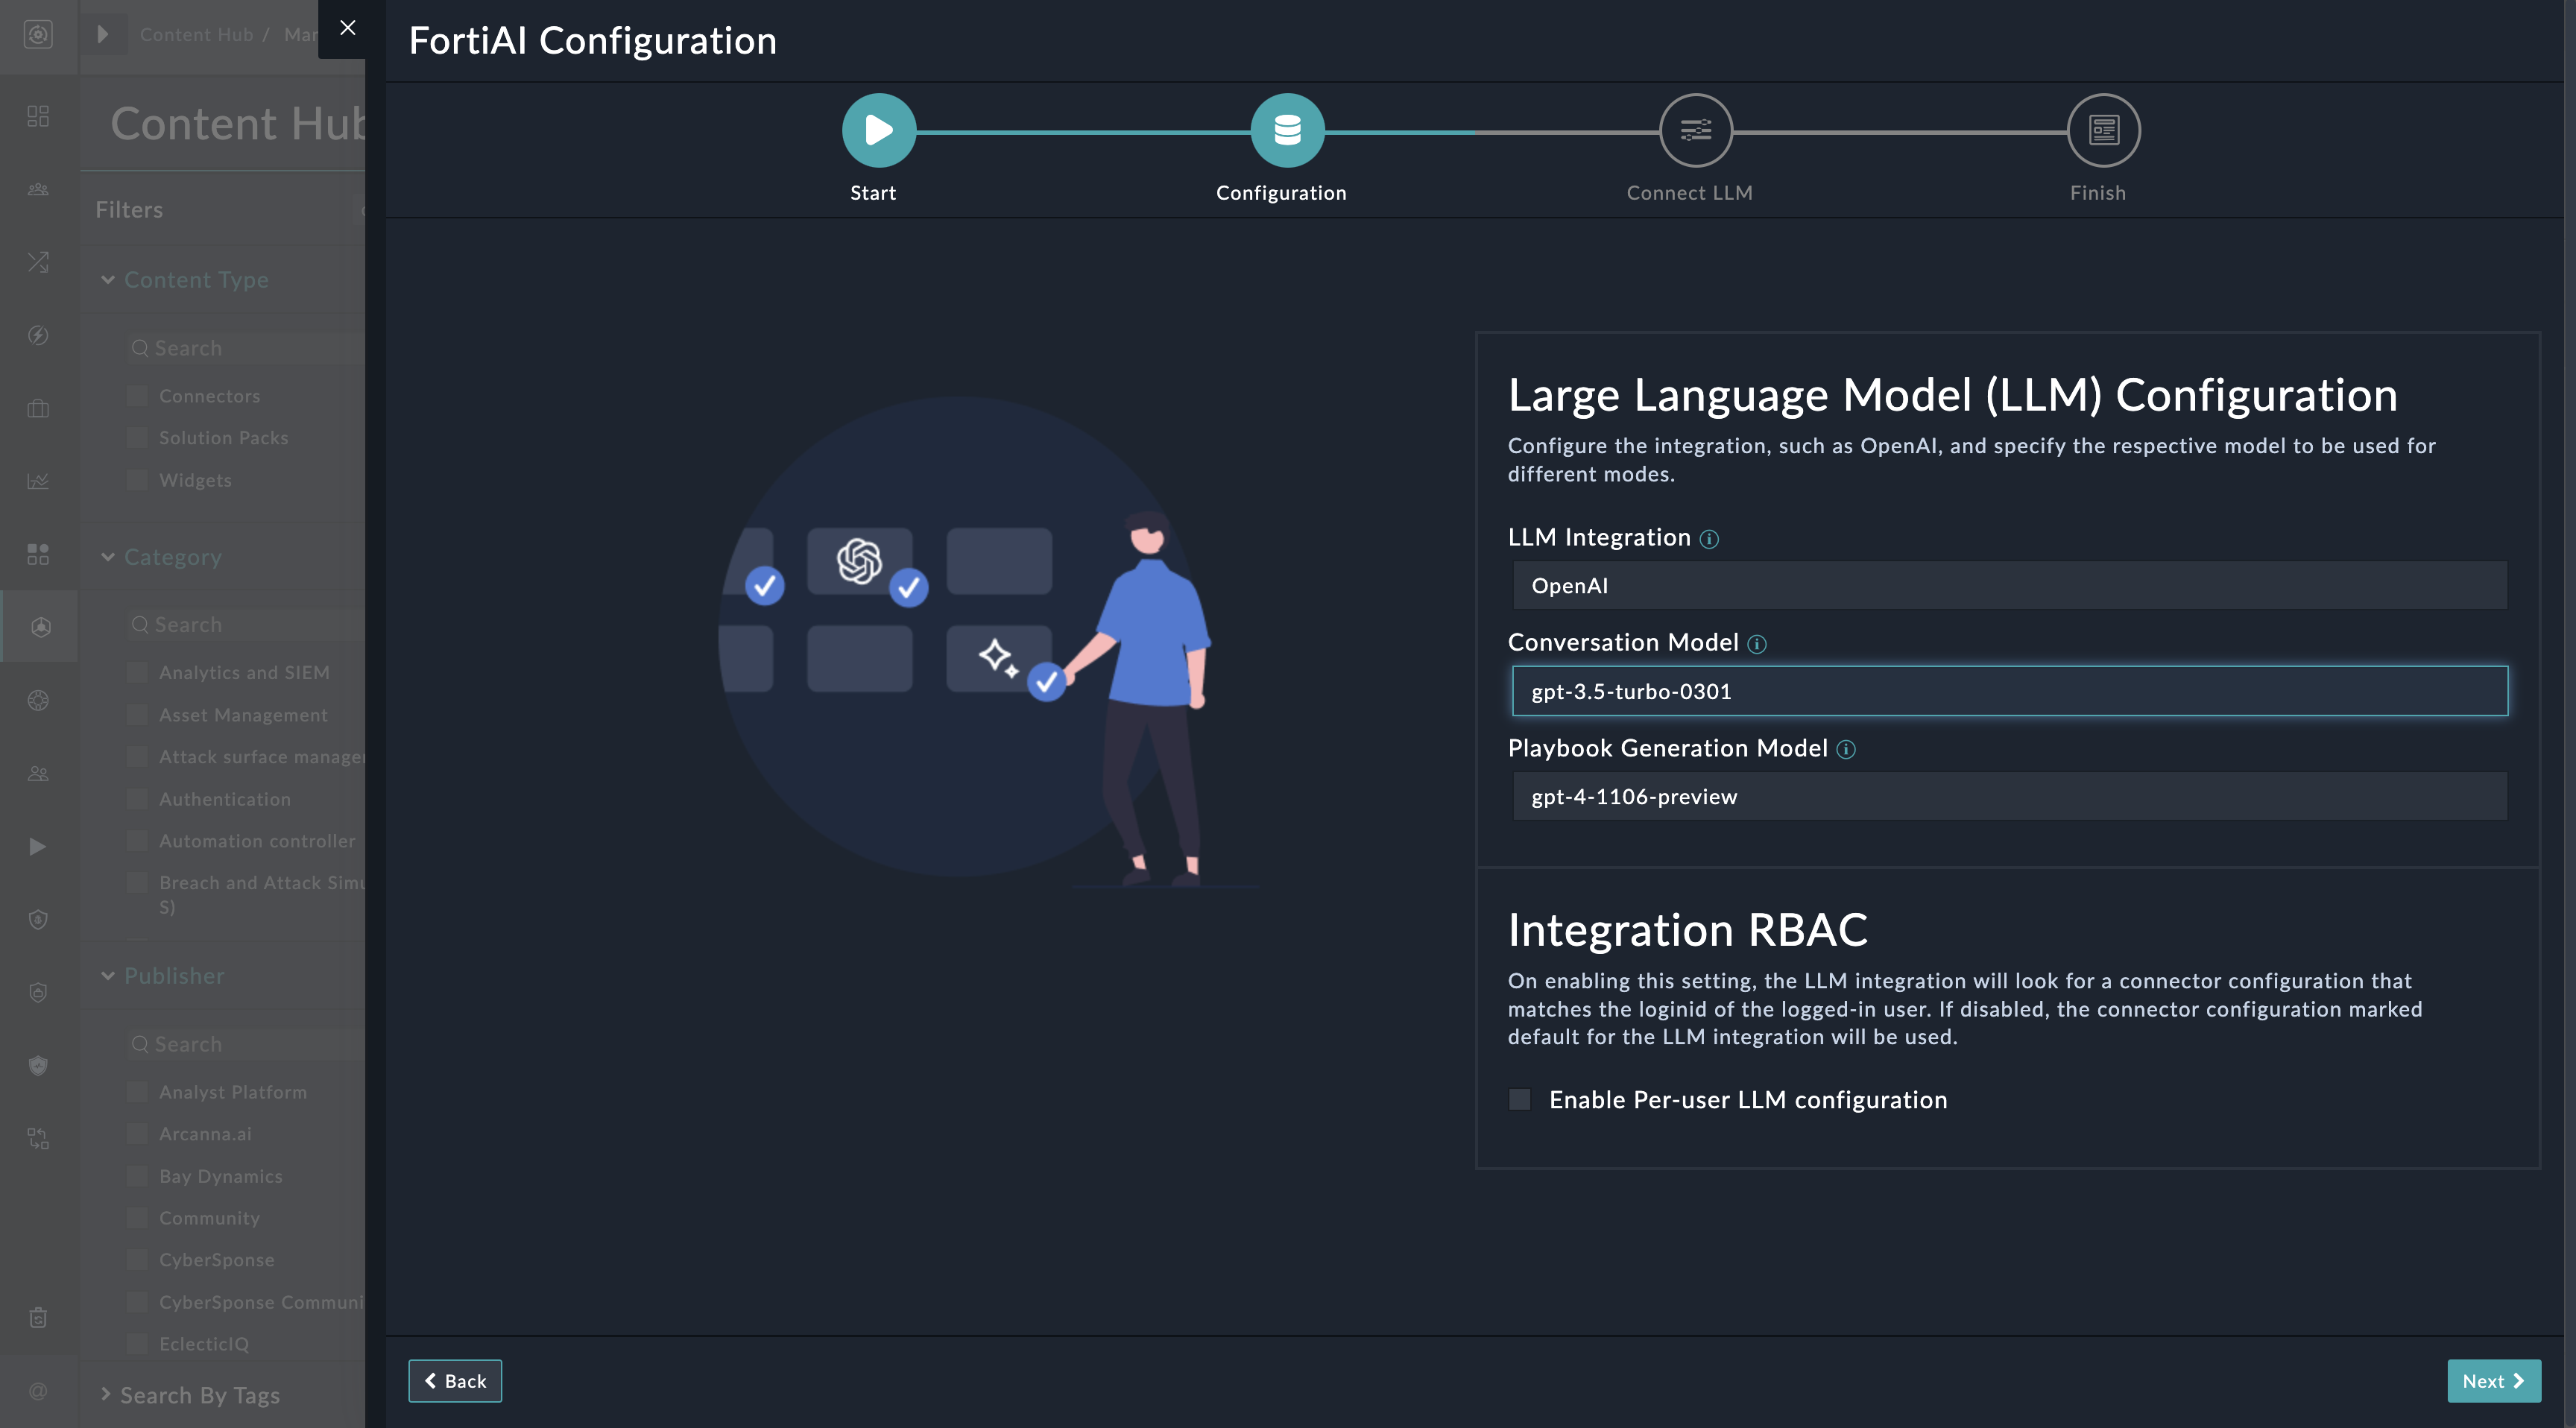 Content Hub /
FortiAI Configuration
Content Hub
Start
Configuration
Connect LLM
Finish
Filters
Content Type
Search
Connectors
Solution Packs
Widgets
Category
Search
Analytics and SIEM
Asset Management
Attack surface
Authentication
Automation controller
Breach and Attack
S)
Publisher
Search
Analyst Platform
Arcanna.ai
Bay Dynamics
Community
CyberSponse
CyberSponse
EclecticIQ
Search By Tags
Large Language Model (LLM) Configuration
Configure the integration, such as OpenAI, and specify the respective model to be used for
different modes.
LLM Integration
OpenAI
Conversation Model
gpt-3.5-turbo-0301
Playbook Generation Model
gpt-4-1106-preview
Integration RBAC
On enabling this setting, the LLM integration will look for a connector configuration that
matches the loginid of the logged-in user. If disabled, the connector configuration marked
default for the LLM integration will be used.
Enable Per-user LLM configuration
Back
Next